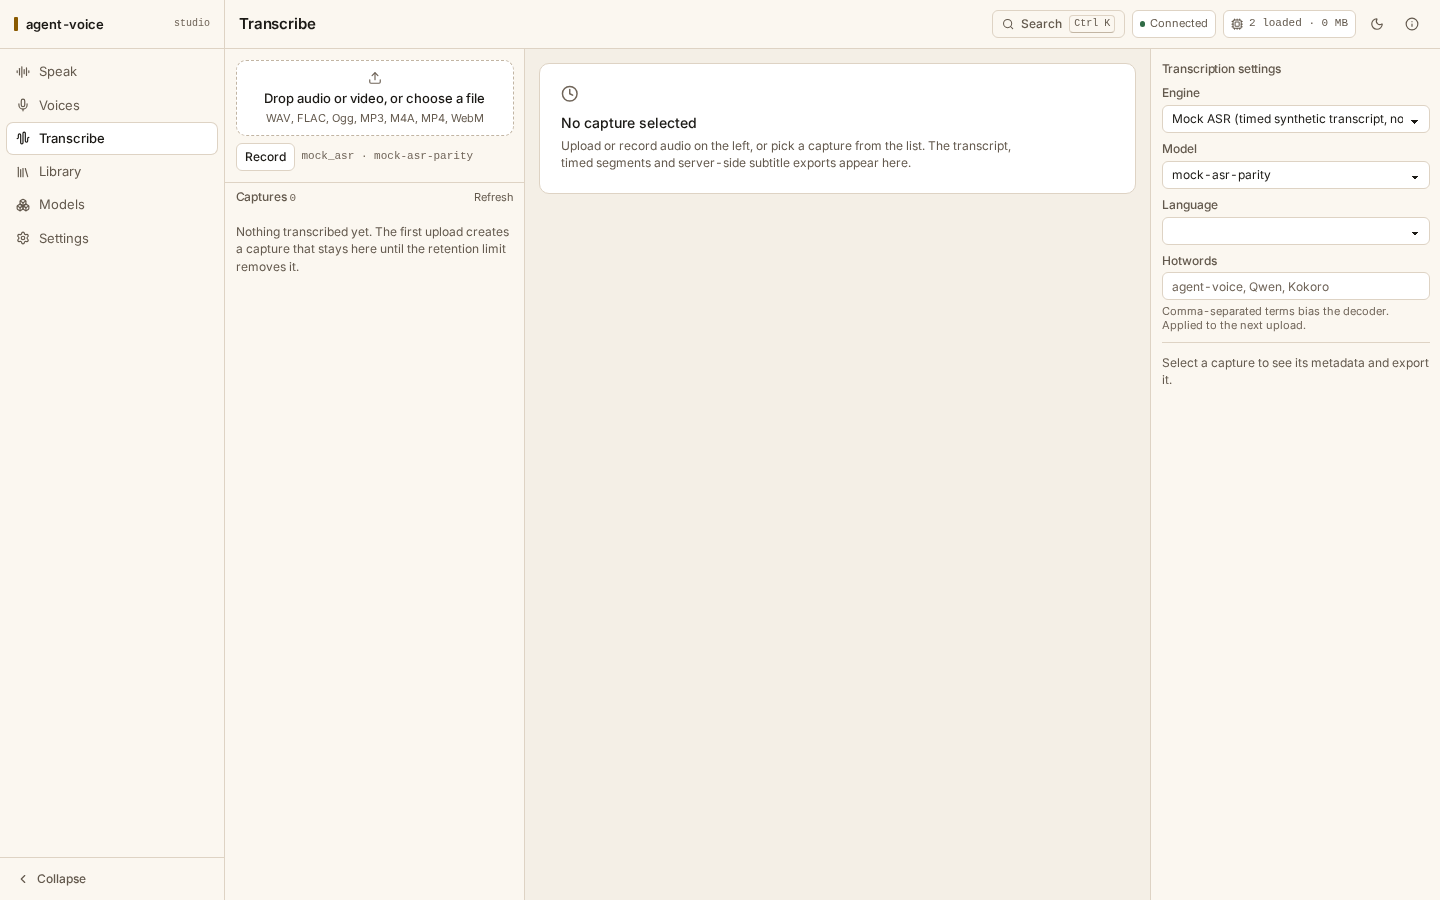 agent-voice
studio
Transcribe
Search
Ctrl K
Connected
2 loaded · 0 MB
Speak
Voices
Transcribe
Library
Models
Settings
Collapse
Drop audio or video, or choose a file
WAV, FLAC, Ogg, MP3, M4A, MP4, WebM
Record
mock_asr · mock-asr-parity
Captures 0
Refresh
Nothing transcribed yet. The first upload creates
a capture that stays here until the retention limit
removes it.
No capture selected
Upload or record audio on the left, or pick a capture from the list. The transcript,
timed segments and server-side subtitle exports appear here.
Transcription settings
Engine
Mock ASR (timed synthetic transcript, no
Model
mock-asr-parity
Language
Hotwords
agent-voice, Qwen, Kokoro
Comma-separated terms bias the decoder.
Applied to the next upload.
Select a capture to see its metadata and export
it.